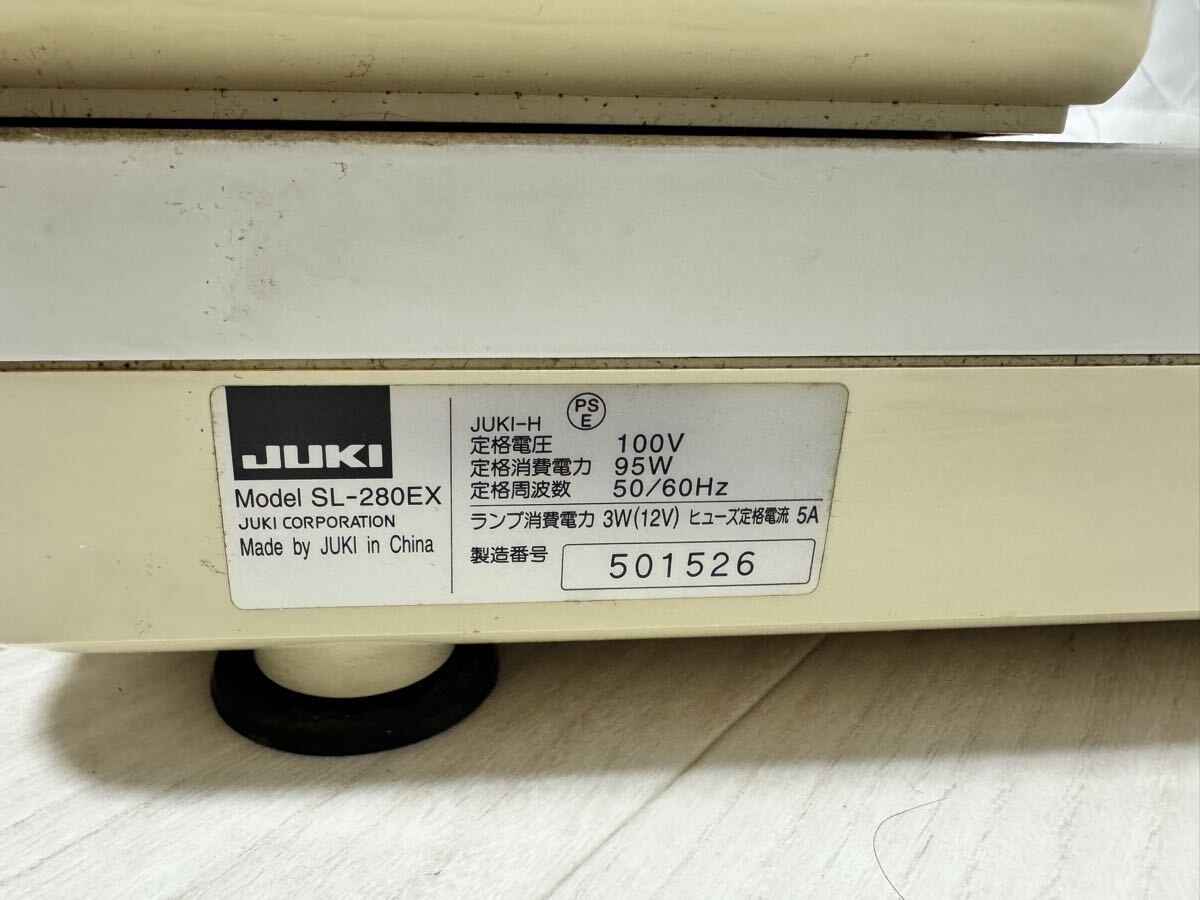 JUKI
Model SL-280EX
JUKI CORPORATION
Made by JUKI in China
JUKI-H
PS
E
定格電圧 100V
定格消費電力 95W
定格周波数 50/60Hz
ランプ消費電力 3W(12V) ヒューズ定格電流 5A
製造番号 501526